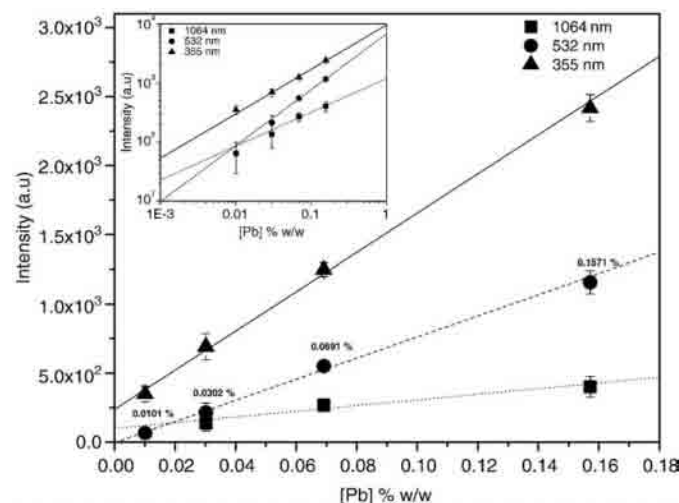 3.0x10³
2.5x10³
2.0x10³
1.5x10³
1.0x10³
5.0x10²
0.0
Intensity (a.u)
0.00 0.02 0.04 0.06 0.08 0.10 0.12 0.14 0.16 0.18
[Pb] % w/w
1064 nm
532 nm
355 nm
0.0101 %
0.0302 %
0.0691 %
0.1571 %
1064 nm
532 nm
355 nm
10⁴
10³
10²
10¹
Intensity (a.u)
1E-3 0.01 0.1 1
[Pb] % w/w